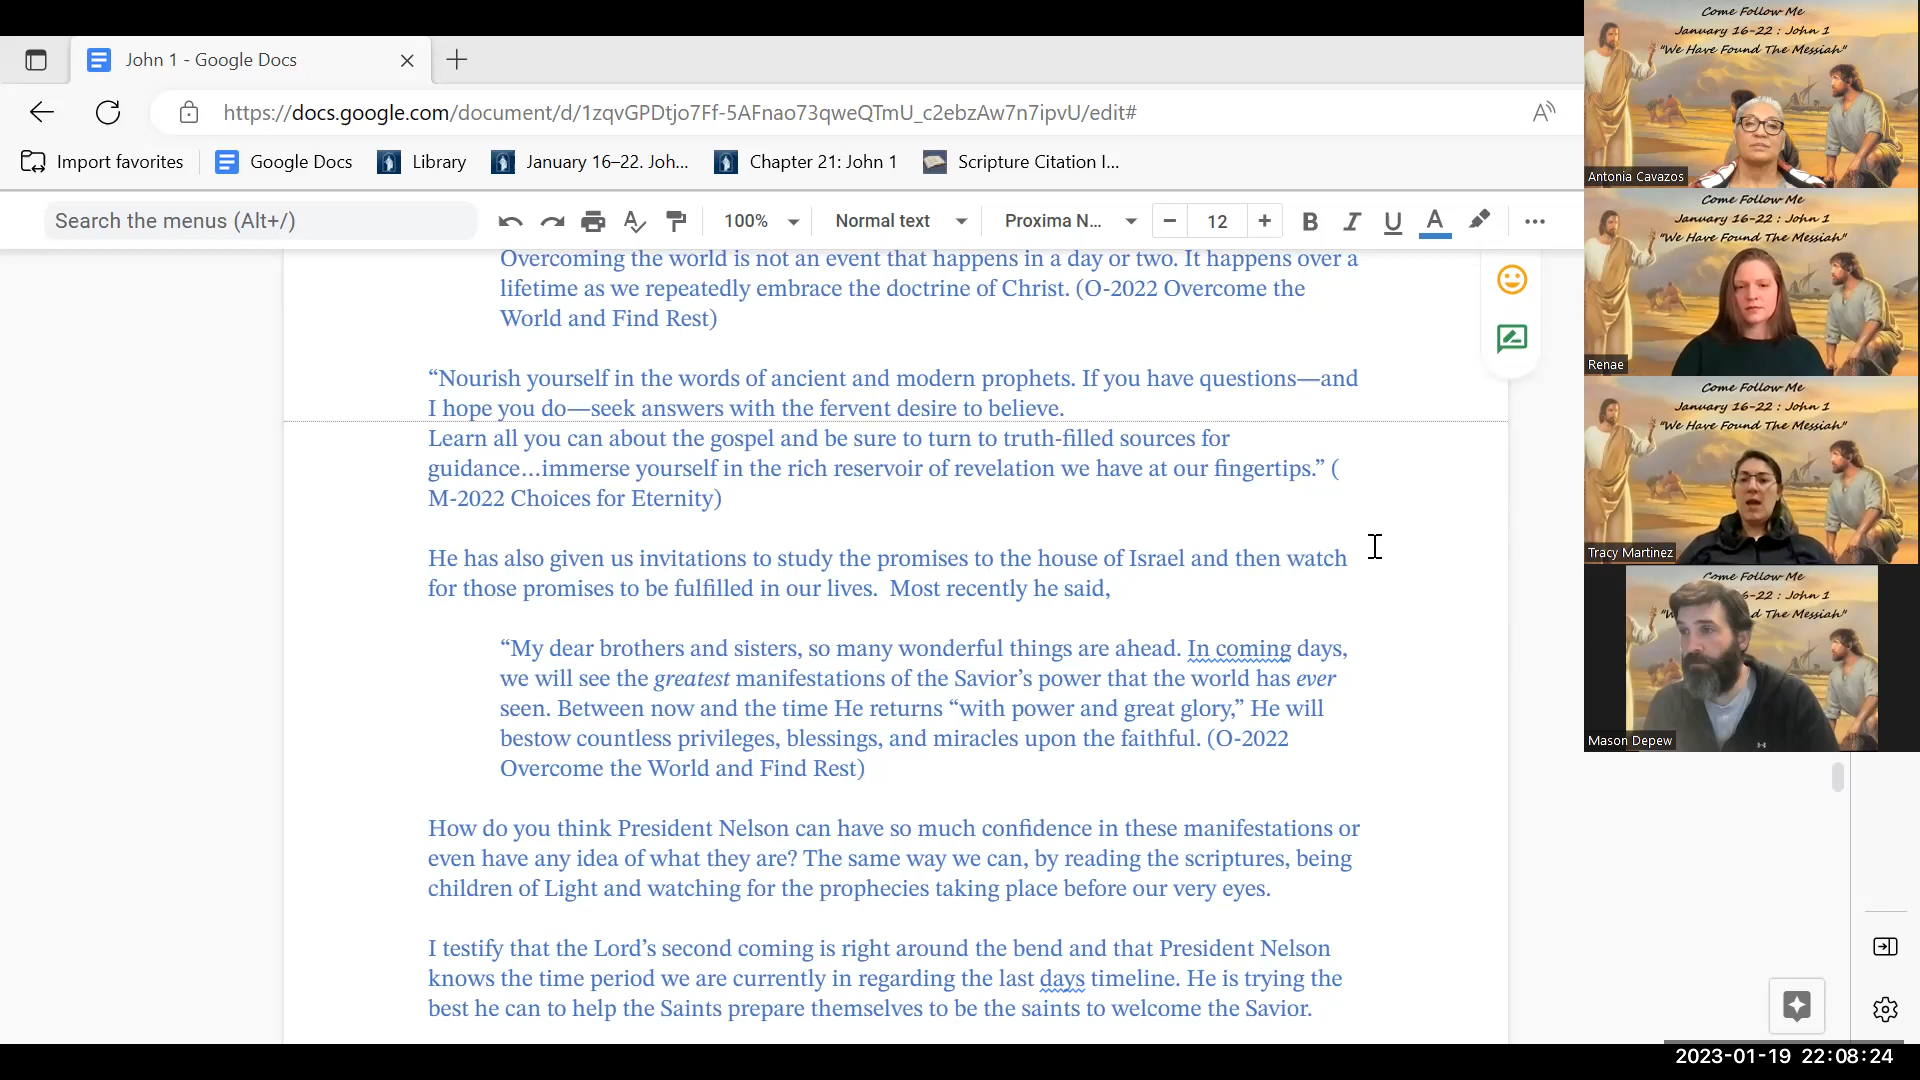 John 1 - Google Docs
https://docs.google.com/document/d/1zqvGPDtjo7Ff-5AFnao73qweQTmU_c2ebzAw7n7ipvU/edit#
Import favorites
Google Docs
Library
January 16–22. Joh...
Chapter 21: John 1
Scripture Citation I...
Search the menus (Alt+/)
100%
Normal text
Proxima N...
12
Overcoming the world is not an event that happens in a day or two. It happens over a
lifetime as we repeatedly embrace the doctrine of Christ. (O-2022 Overcome the
World and Find Rest)
“Nourish yourself in the words of ancient and modern prophets. If you have questions—and
I hope you do—seek answers with the fervent desire to believe.
Learn all you can about the gospel and be sure to turn to truth-filled sources for
guidance…immerse yourself in the rich reservoir of revelation we have at our fingertips.” (
M-2022 Choices for Eternity)
He has also given us invitations to study the promises to the house of Israel and then watch
for those promises to be fulfilled in our lives.  Most recently he said,
“My dear brothers and sisters, so many wonderful things are ahead. In coming days,
we will see the greatest manifestations of the Savior’s power that the world has ever
seen. Between now and the time He returns “with power and great glory,” He will
bestow countless privileges, blessings, and miracles upon the faithful. (O-2022
Overcome the World and Find Rest)
How do you think President Nelson can have so much confidence in these manifestations or
even have any idea of what they are? The same way we can, by reading the scriptures, being
children of Light and watching for the prophecies taking place before our very eyes.
I testify that the Lord’s second coming is right around the bend and that President Nelson
knows the time period we are currently in regarding the last days timeline. He is trying the
best he can to help the Saints prepare themselves to be the saints to welcome the Savior.
Come Follow Me
January 16-22 : John 1
"We Have Found The Messiah"
Antonia Cavazos
Come Follow Me
January 16-22 : John 1
"We Have Found The Messiah"
Renae
Come Follow Me
January 16-22 : John 1
"We Have Found The Messiah"
Tracy Martinez
Come Follow Me
6-22 : John 1
"W d The Messiah"
Mason Depew
2023-01-19 22:08:24